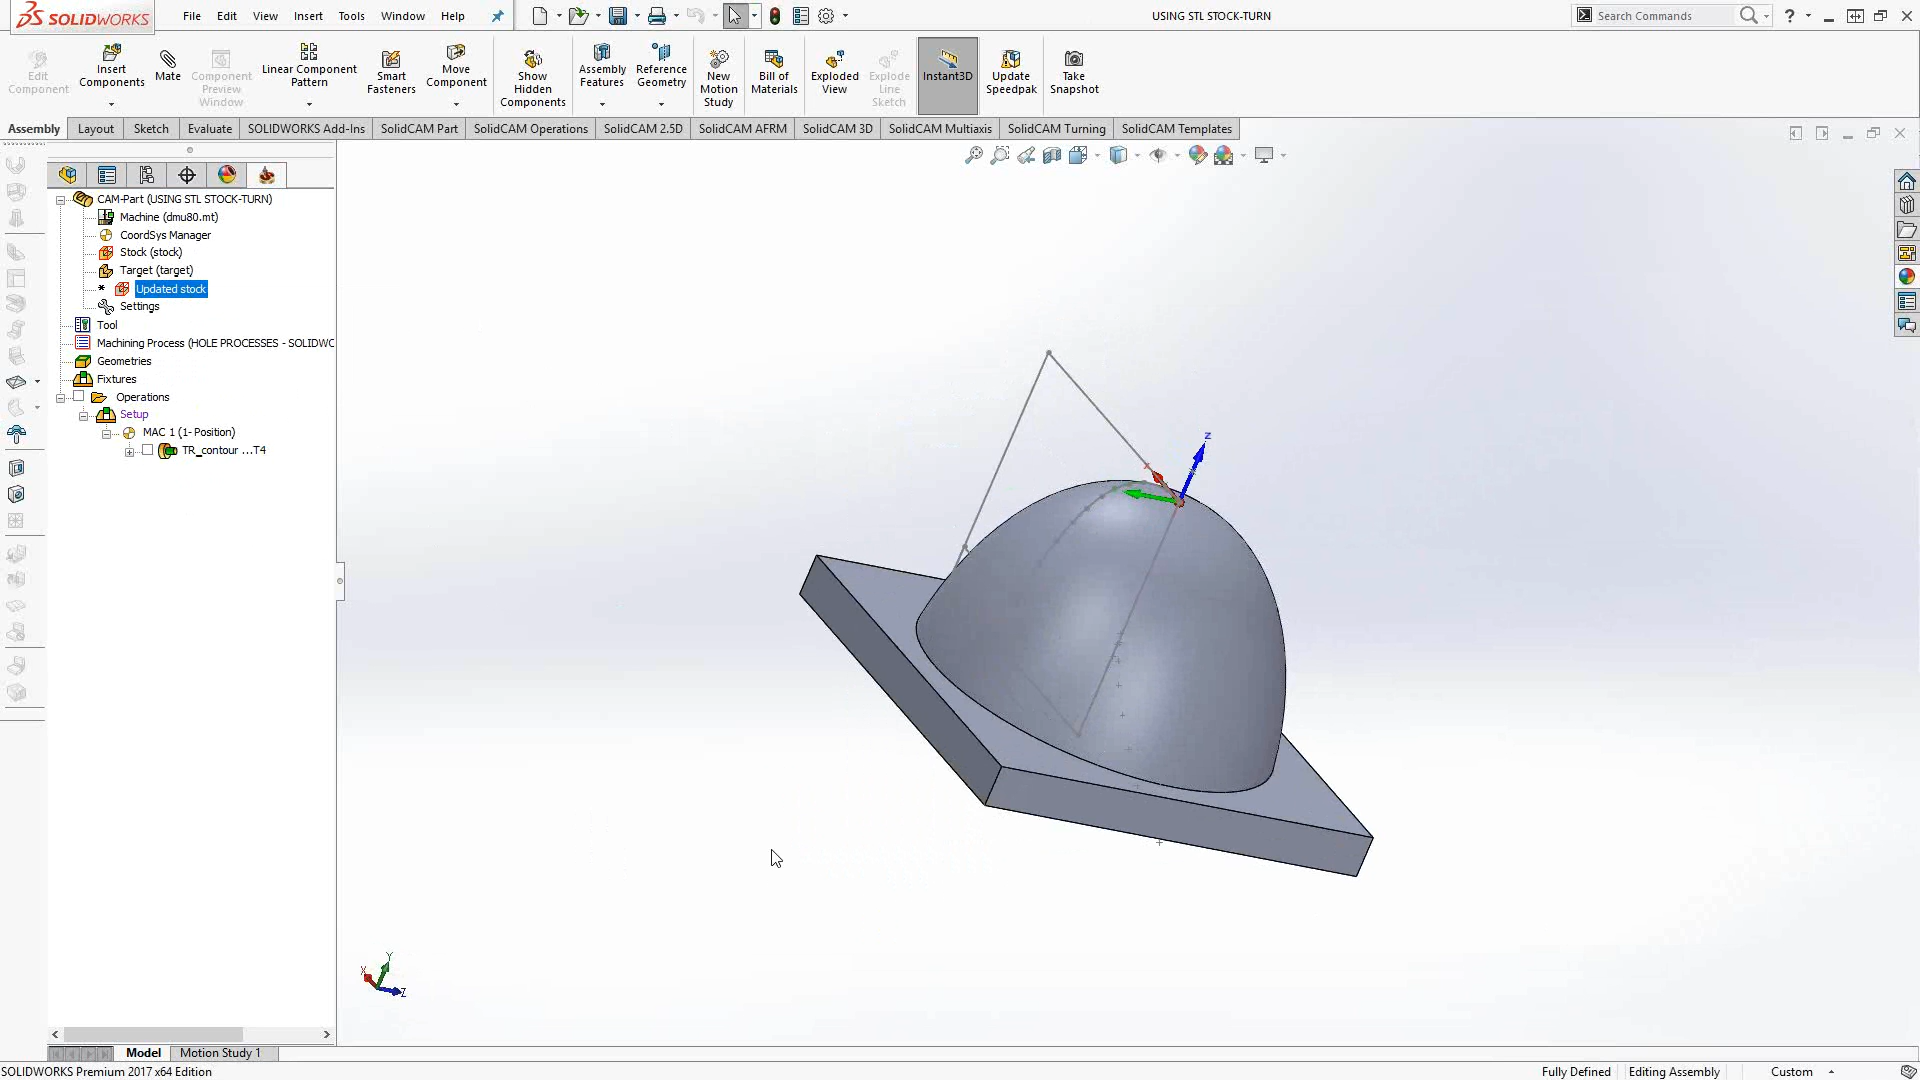 SOLIDWORKS
File Edit View Insert Tools Window Help
USING STL STOCK-TURN
Search Commands
Edit Component
Insert Components
Mate
Component Preview Window
Linear Component Pattern
Smart Fasteners
Move Component
Show Hidden Components
Assembly Features
Reference Geometry
New Motion Study
Bill of Materials
Exploded View
Explode Line Sketch
Instant3D
Update Speedpak
Take Snapshot
Assembly Layout Sketch Evaluate SOLIDWORKS Add-Ins SolidCAM Part SolidCAM Operations SolidCAM 2.5D SolidCAM AFRM SolidCAM 3D SolidCAM Multiaxis SolidCAM Turning SolidCAM Templates
CAM-Part (USING STL STOCK-TURN)
Machine (dmu80.mt)
CoordSys Manager
Stock (stock)
Target (target)
* Updated stock
Settings
Tool
Machining Process (HOLE PROCESSES - SOLIDWC
Geometries
Fixtures
Operations
Setup
MAC 1 (1- Position)
TR_contour ...T4
Z
X
Y
X
Z
Model Motion Study 1
SOLIDWORKS Premium 2017 x64 Edition
Fully Defined Editing Assembly Custom